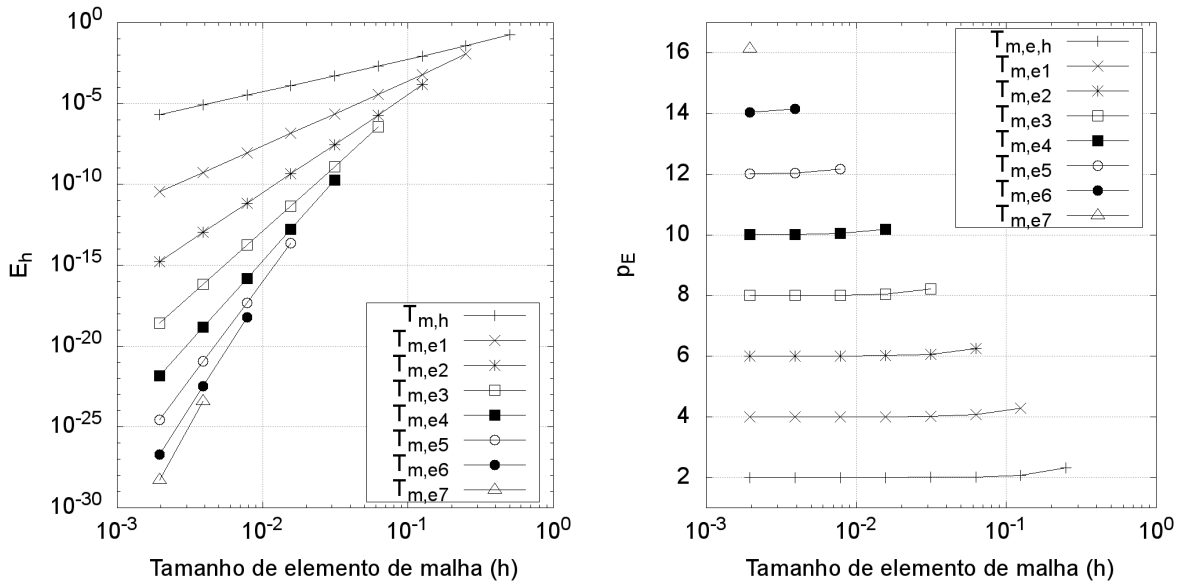 10^0
10^-5
10^-10
10^-15
10^-20
10^-25
10^-30
E_h
10^-3
10^-2
10^-1
10^0
Tamanho de elemento de malha (h)
T_m,h
T_m,e1
T_m,e2
T_m,e3
T_m,e4
T_m,e5
T_m,e6
T_m,e7
16
14
12
10
8
6
4
2
p_E
10^-3
10^-2
10^-1
10^0
Tamanho de elemento de malha (h)
T_m,e,h
T_m,e1
T_m,e2
T_m,e3
T_m,e4
T_m,e5
T_m,e6
T_m,e7